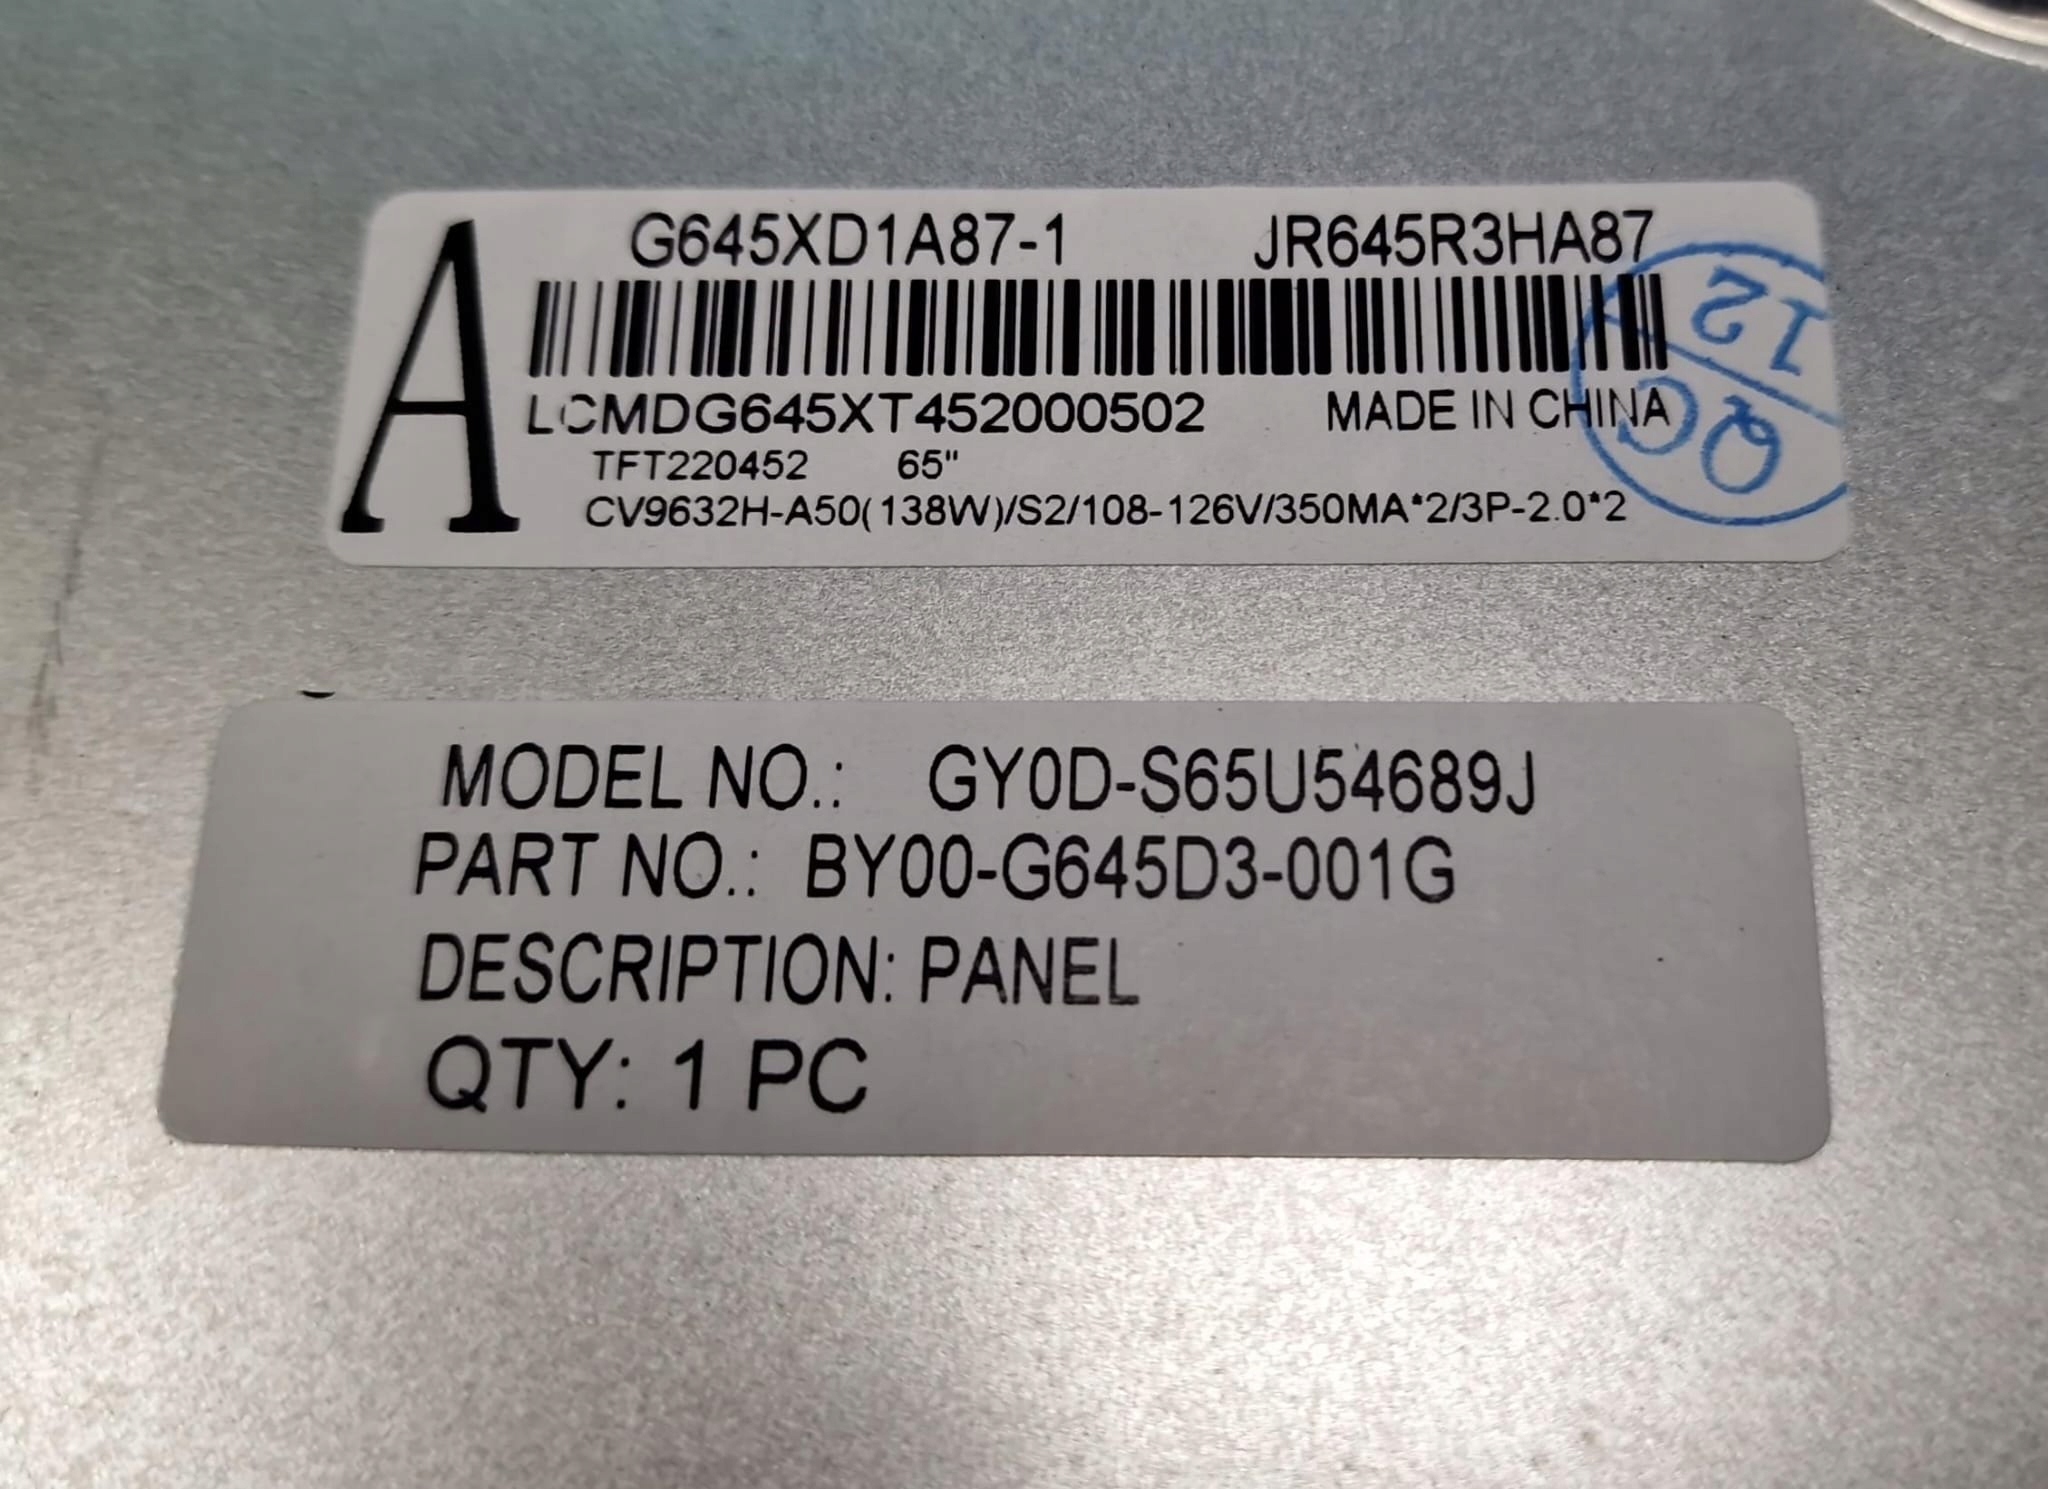 A
G645XD1A87-1 JR645R3HA87
LCMDG645XT452000502 MADE IN CHINA
TFT220452 65"
CV9632H-A50(138W)/S2/108-126V/350MA*2/3P-2.0*2
QC 12
MODEL NO.: GY0D-S65U54689J
PART NO.: BY00-G645D3-001G
DESCRIPTION: PANEL
QTY: 1 PC